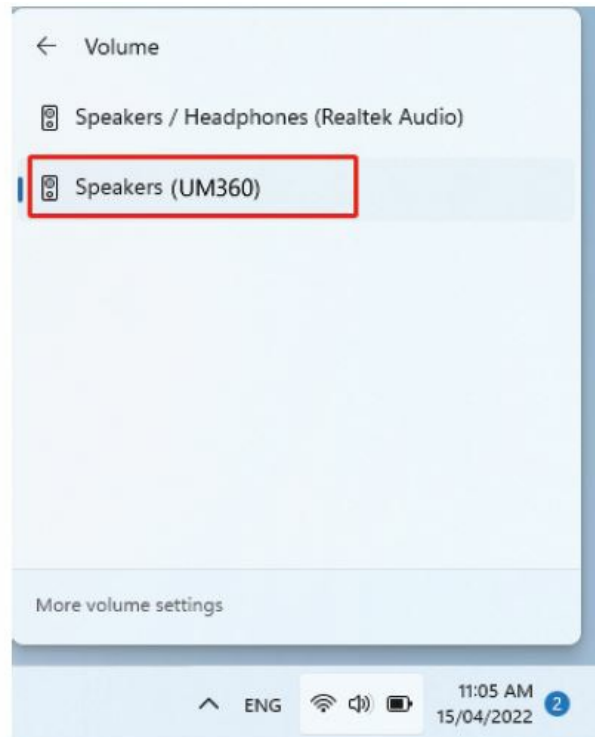 Volume
Speakers / Headphones (Realtek Audio)
Speakers (UM360)
More volume settings
ENG
11:05 AM
15/04/2022
2